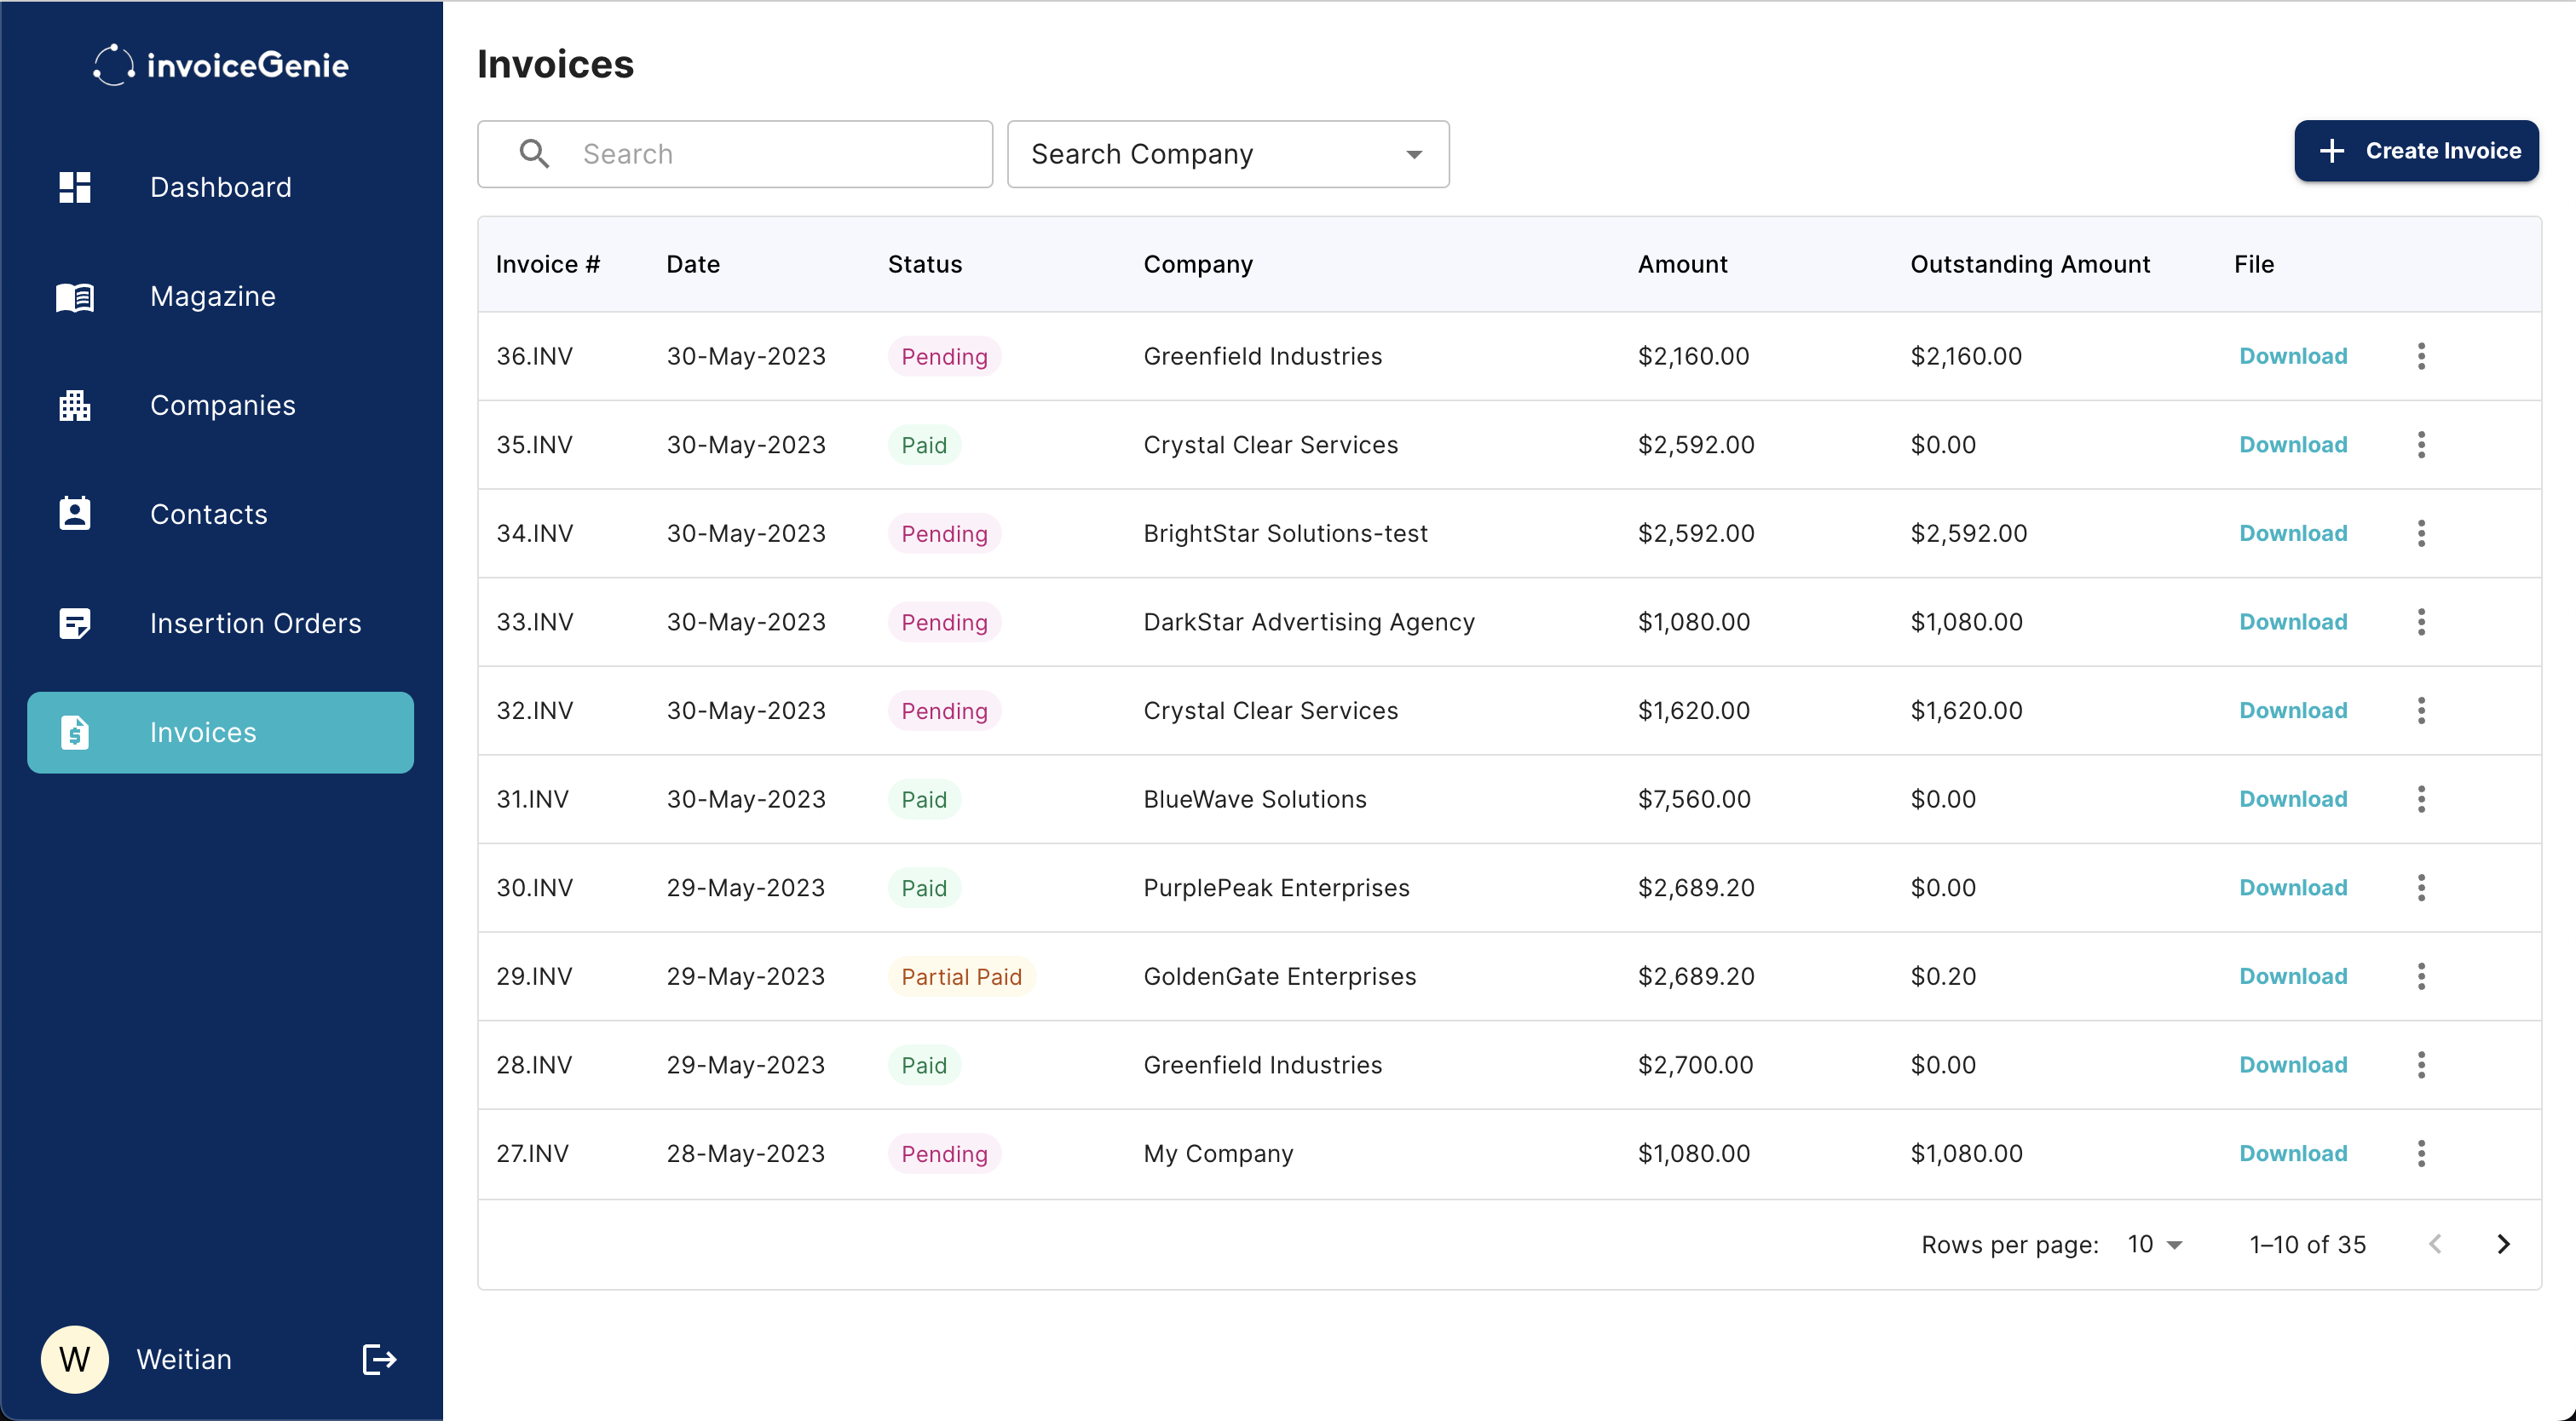 invoiceGenie
Dashboard
Magazine
Companies
Contacts
Insertion Orders
Invoices
W Weitian
Invoices
Search Search Company + Create Invoice
Invoice # Date Status Company Amount Outstanding Amount File
36.INV 30-May-2023 Pending Greenfield Industries $2,160.00 $2,160.00 Download
35.INV 30-May-2023 Paid Crystal Clear Services $2,592.00 $0.00 Download
34.INV 30-May-2023 Pending BrightStar Solutions-test $2,592.00 $2,592.00 Download
33.INV 30-May-2023 Pending DarkStar Advertising Agency $1,080.00 $1,080.00 Download
32.INV 30-May-2023 Pending Crystal Clear Services $1,620.00 $1,620.00 Download
31.INV 30-May-2023 Paid BlueWave Solutions $7,560.00 $0.00 Download
30.INV 29-May-2023 Paid PurplePeak Enterprises $2,689.20 $0.00 Download
29.INV 29-May-2023 Partial Paid GoldenGate Enterprises $2,689.20 $0.20 Download
28.INV 29-May-2023 Paid Greenfield Industries $2,700.00 $0.00 Download
27.INV 28-May-2023 Pending My Company $1,080.00 $1,080.00 Download
Rows per page: 10 1–10 of 35